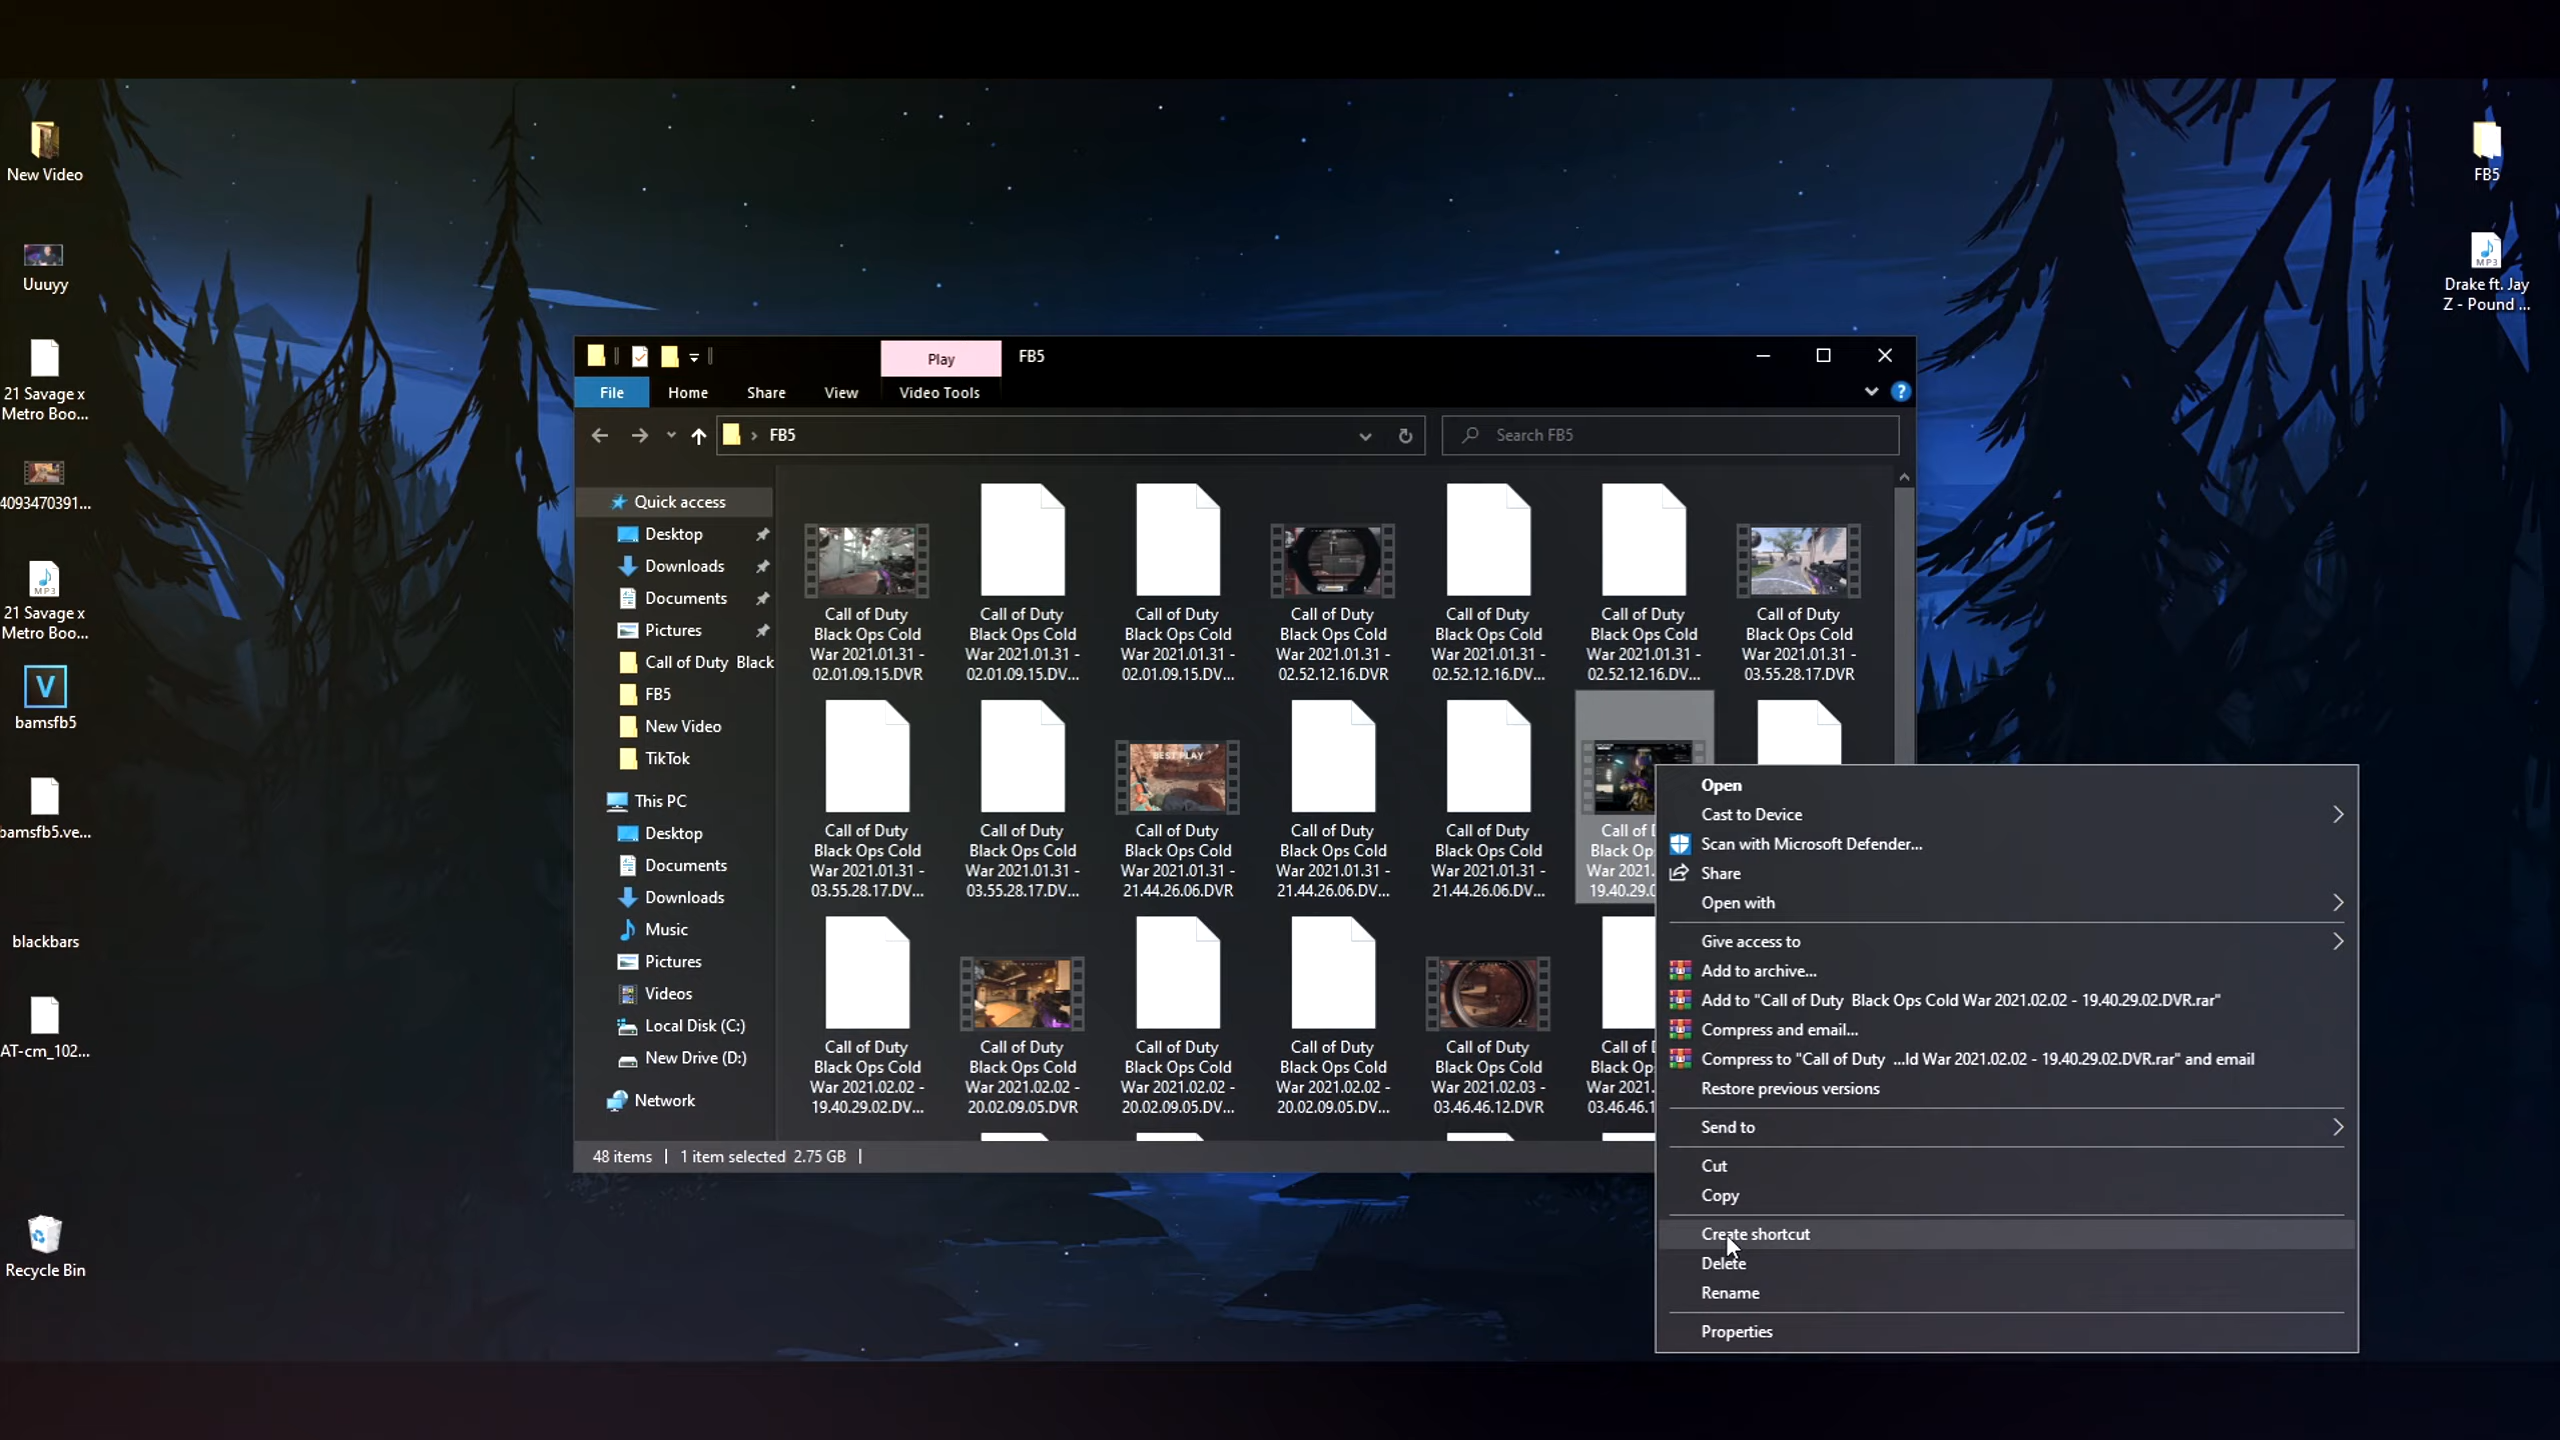 New Video
Uuuyy
21 Savage x
Metro Boo...
4093470391...
MP3
21 Savage x
Metro Boo...
V
bamsfb5
bamsfb5.ve...
blackbars
AT-cm_102...
Recycle Bin
FB5
MP3
Drake ft. Jay
Z - Pound ...
Play
FB5
File
Home
Share
View
Video Tools
?
FB5
Search FB5
Quick access
Desktop
Downloads
Documents
Pictures
Call of Duty Black
FB5
New Video
TikTok
This PC
Desktop
Documents
Downloads
Music
Pictures
Videos
Local Disk (C:)
New Drive (D:)
Network
Call of Duty
Black Ops Cold
War 2021.01.31 -
02.01.09.15.DVR
Call of Duty
Black Ops Cold
War 2021.01.31 -
02.01.09.15.DV...
Call of Duty
Black Ops Cold
War 2021.01.31 -
02.01.09.15.DV...
Call of Duty
Black Ops Cold
War 2021.01.31 -
02.52.12.16.DVR
Call of Duty
Black Ops Cold
War 2021.01.31 -
02.52.12.16.DV...
Call of Duty
Black Ops Cold
War 2021.01.31 -
02.52.12.16.DV...
Call of Duty
Black Ops Cold
War 2021.01.31 -
03.55.28.17.DVR
Call of Duty
Black Ops Cold
War 2021.01.31 -
03.55.28.17.DV...
Call of Duty
Black Ops Cold
War 2021.01.31 -
03.55.28.17.DV...
BEST PLAY
Call of Duty
Black Ops Cold
War 2021.01.31 -
21.44.26.06.DVR
Call of Duty
Black Ops Cold
War 2021.01.31 -
21.44.26.06.DV...
Call of Duty
Black Ops Cold
War 2021.01.31 -
21.44.26.06.DV...
Call of
Black Op
War 2021.
19.40.29.0
Call of Duty
Black Ops Cold
War 2021.02.02 -
19.40.29.02.DV...
Call of Duty
Black Ops Cold
War 2021.02.02 -
20.02.09.05.DVR
Call of Duty
Black Ops Cold
War 2021.02.02 -
20.02.09.05.DV...
Call of Duty
Black Ops Cold
War 2021.02.02 -
20.02.09.05.DV...
Call of Duty
Black Ops Cold
War 2021.02.03 -
03.46.46.12.DVR
Call of
Black Op
War 2021.
03.46.46.1
48 items
1 item selected 2.75 GB
Open
Cast to Device
Scan with Microsoft Defender...
Share
Open with
Give access to
Add to archive...
Add to "Call of Duty  Black Ops Cold War 2021.02.02 - 19.40.29.02.DVR.rar"
Compress and email...
Compress to "Call of Duty  ...ld War 2021.02.02 - 19.40.29.02.DVR.rar" and email
Restore previous versions
Send to
Cut
Copy
Create shortcut
Delete
Rename
Properties